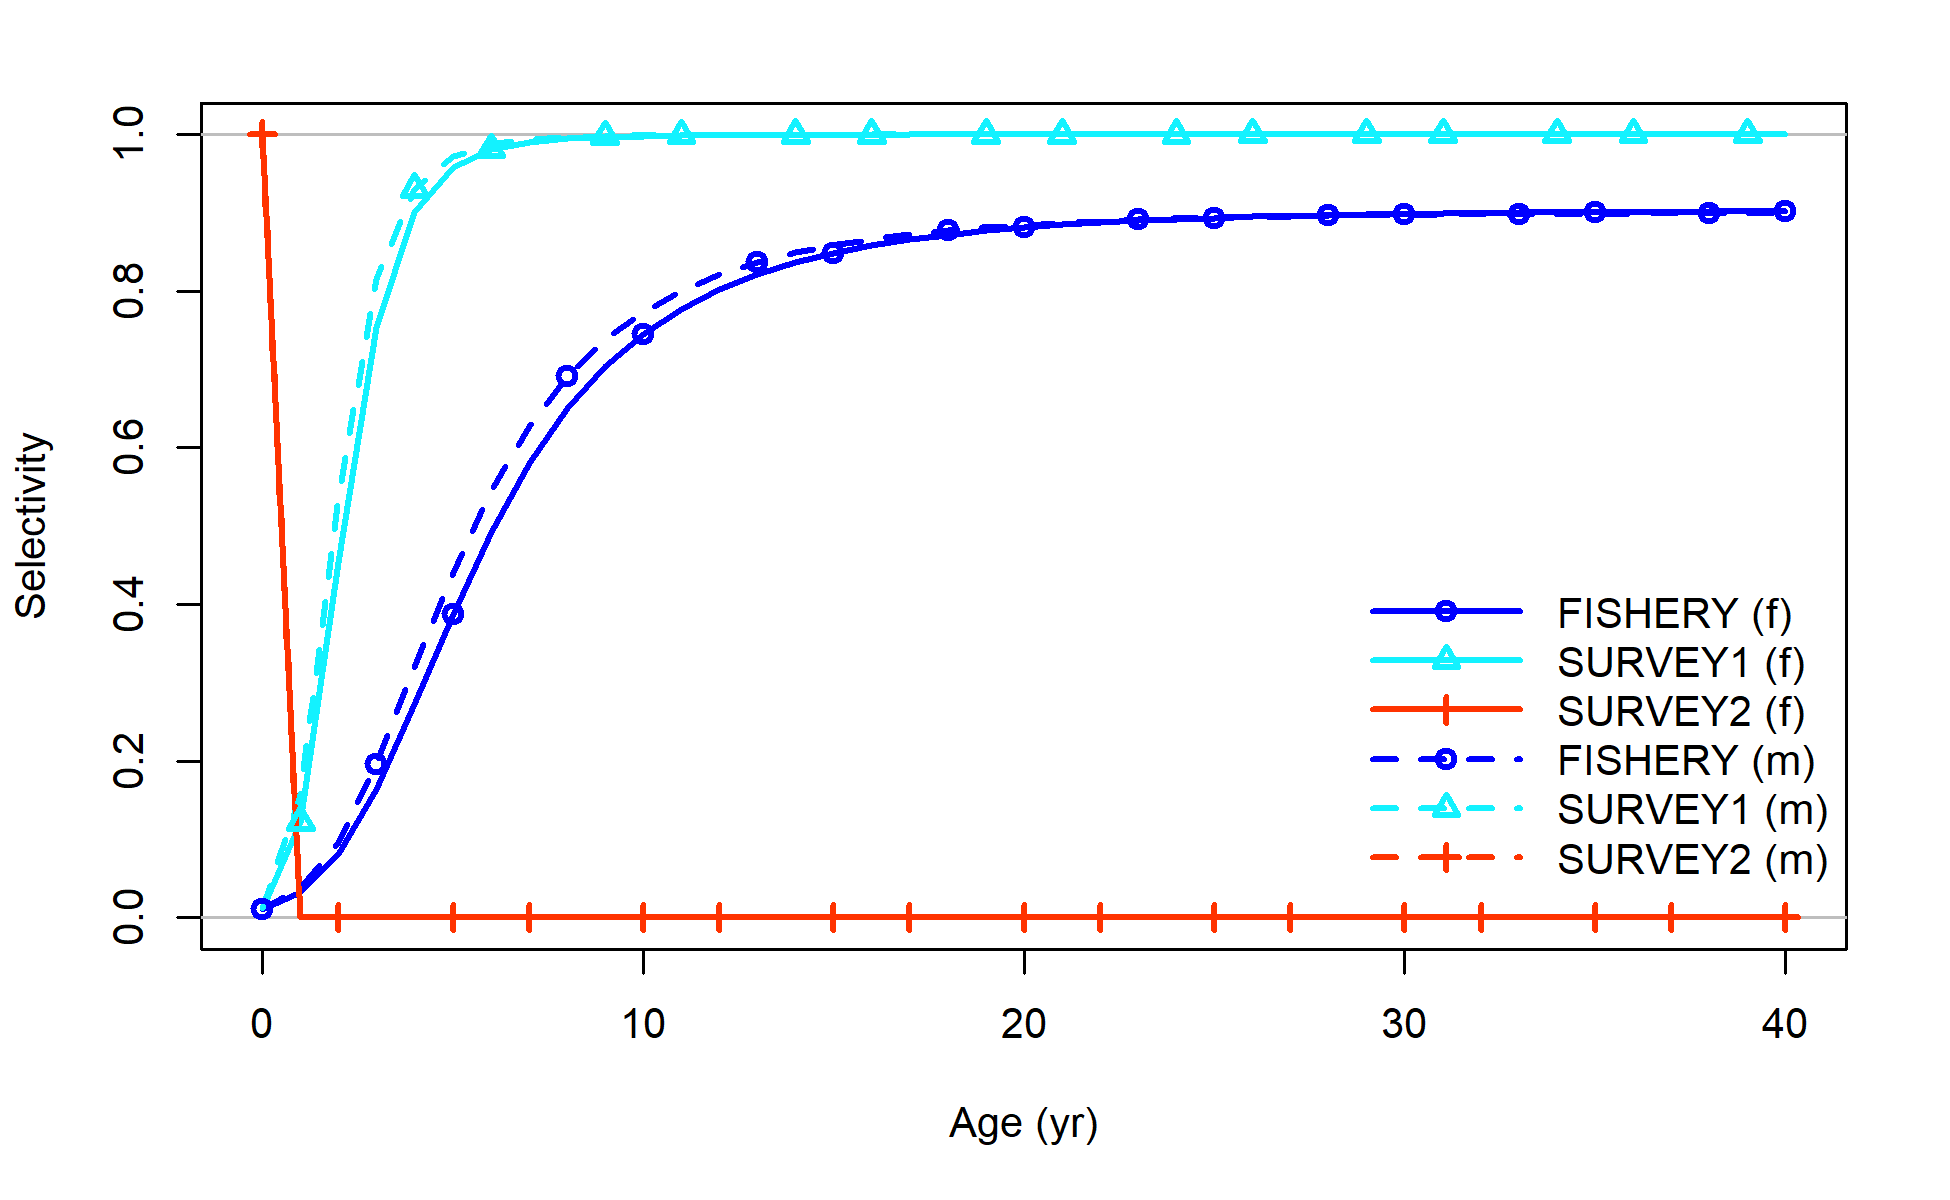 Selectivity
1.0
0.8
0.6
0.4
0.2
0.0
FISHERY (f)
SURVEY1 (f)
SURVEY2 (f)
FISHERY (m)
SURVEY1 (m)
SURVEY2 (m)
0 10 20 30 40
Age (yr)